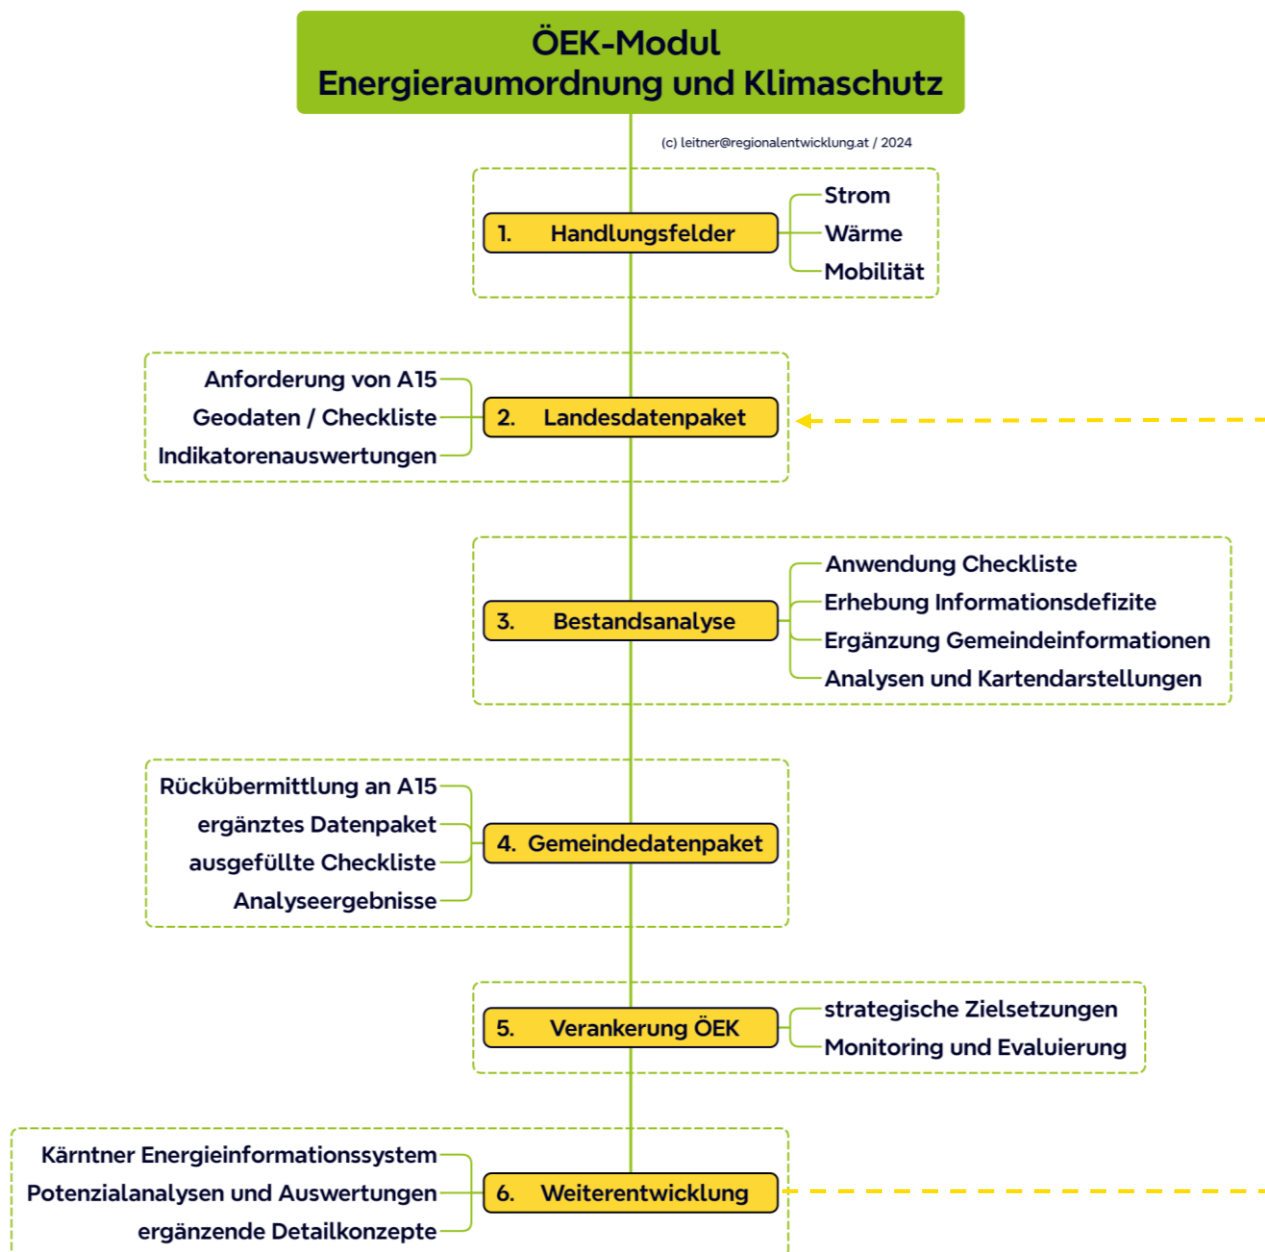 ÖEK-Modul
Energieraumordnung und Klimaschutz
(c) leitner@regionalentwicklung.at / 2024
1. Handlungsfelder
Strom
Wärme
Mobilität
Anforderung von A15
Geodaten / Checkliste
Indikatorenauswertungen
2. Landesdatenpaket
3. Bestandsanalyse
Anwendung Checkliste
Erhebung Informationsdefizite
Ergänzung Gemeindeinformationen
Analysen und Kartendarstellungen
Rückübermittlung an A15
ergänztes Datenpaket
ausgefüllte Checkliste
Analyseergebnisse
4. Gemeindedatenpaket
5. Verankerung ÖEK
strategische Zielsetzungen
Monitoring und Evaluierung
Kärntner Energieinformationssystem
Potenzialanalysen und Auswertungen
ergänzende Detailkonzepte
6. Weiterentwicklung